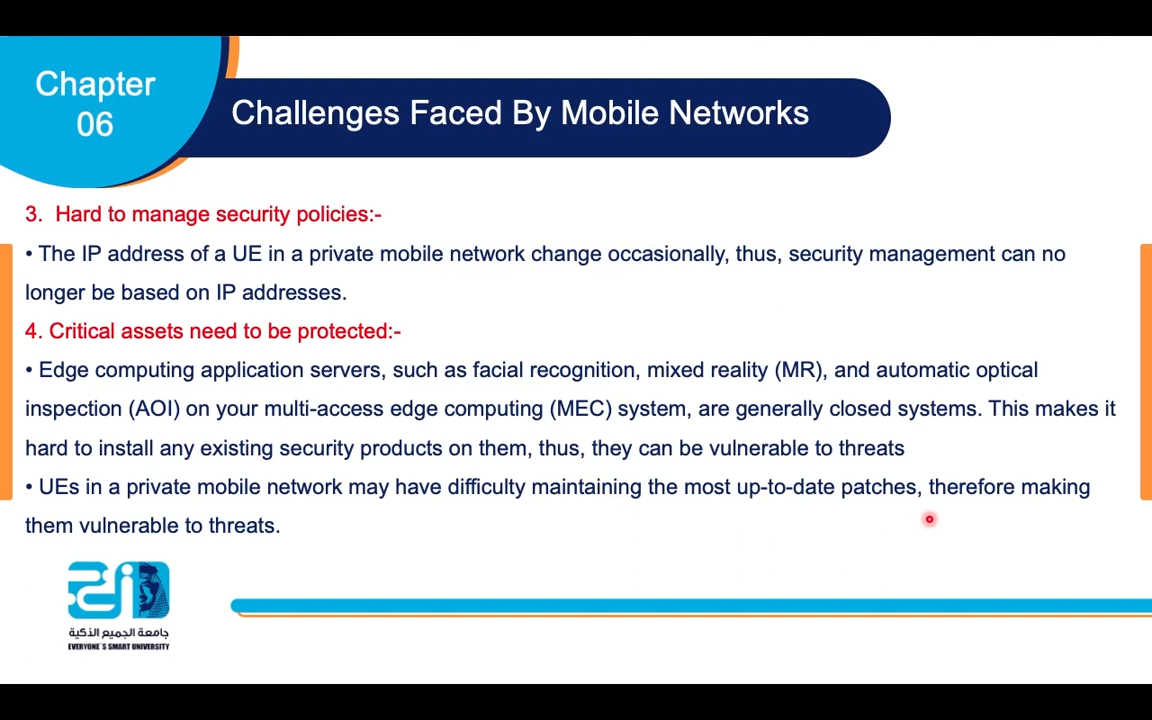 Chapter
06
Challenges Faced By Mobile Networks
3.  Hard to manage security policies:-
• The IP address of a UE in a private mobile network change occasionally, thus, security management can no
longer be based on IP addresses.
4. Critical assets need to be protected:-
• Edge computing application servers, such as facial recognition, mixed reality (MR), and automatic optical
inspection (AOI) on your multi-access edge computing (MEC) system, are generally closed systems. This makes it
hard to install any existing security products on them, thus, they can be vulnerable to threats
• UEs in a private mobile network may have difficulty maintaining the most up-to-date patches, therefore making
them vulnerable to threats.
جامعة الجميع الذكية
EVERYONE`S SMART UNIVERSITY